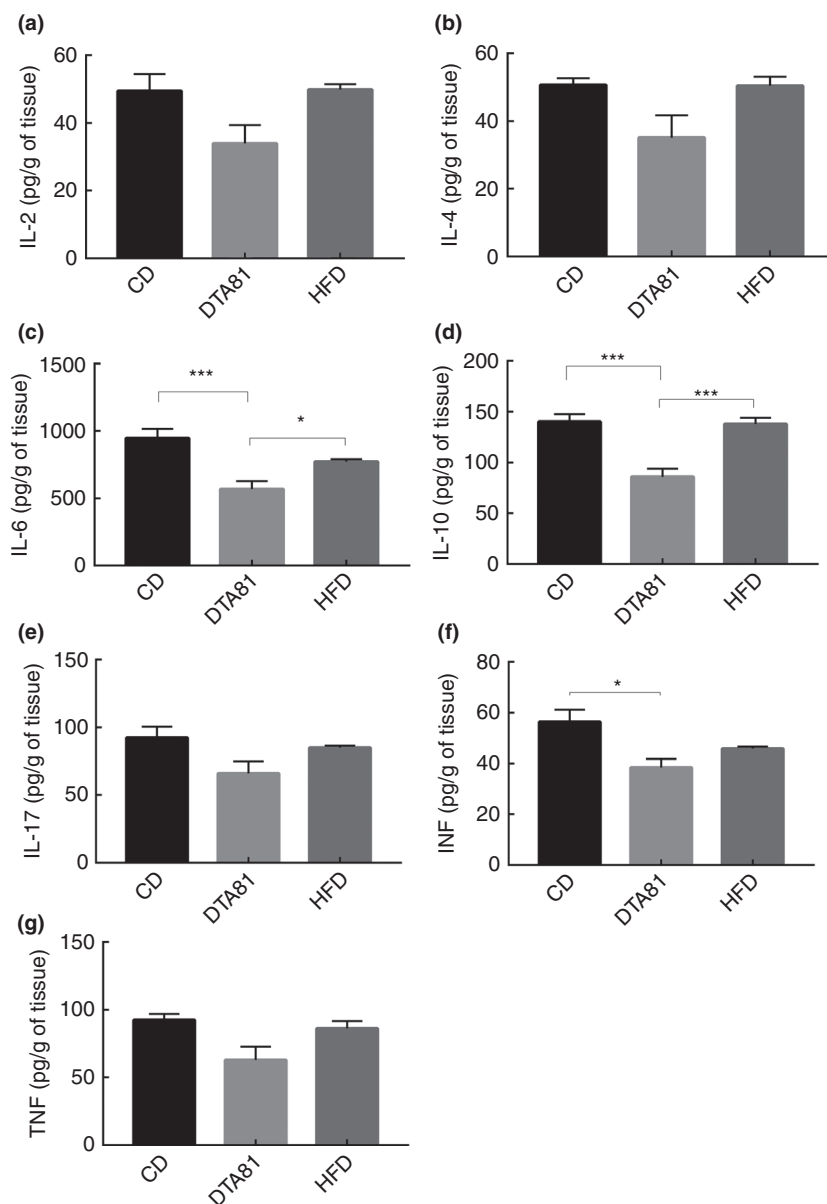 (a)
60
40
20
0
IL-2 (pg/g of tissue)
CD
DTA81
HFD
(b)
60
40
20
0
IL-4 (pg/g of tissue)
CD
DTA81
HFD
(c)
1500
1000
500
0
IL-6 (pg/g of tissue)
***
*
CD
DTA81
HFD
(d)
200
150
100
50
0
IL-10 (pg/g of tissue)
***
***
CD
DTA81
HFD
(e)
150
100
50
0
IL-17 (pg/g of tissue)
CD
DTA81
HFD
(f)
80
60
40
20
0
INF (pg/g of tissue)
*
CD
DTA81
HFD
(g)
150
100
50
0
TNF (pg/g of tissue)
CD
DTA81
HFD